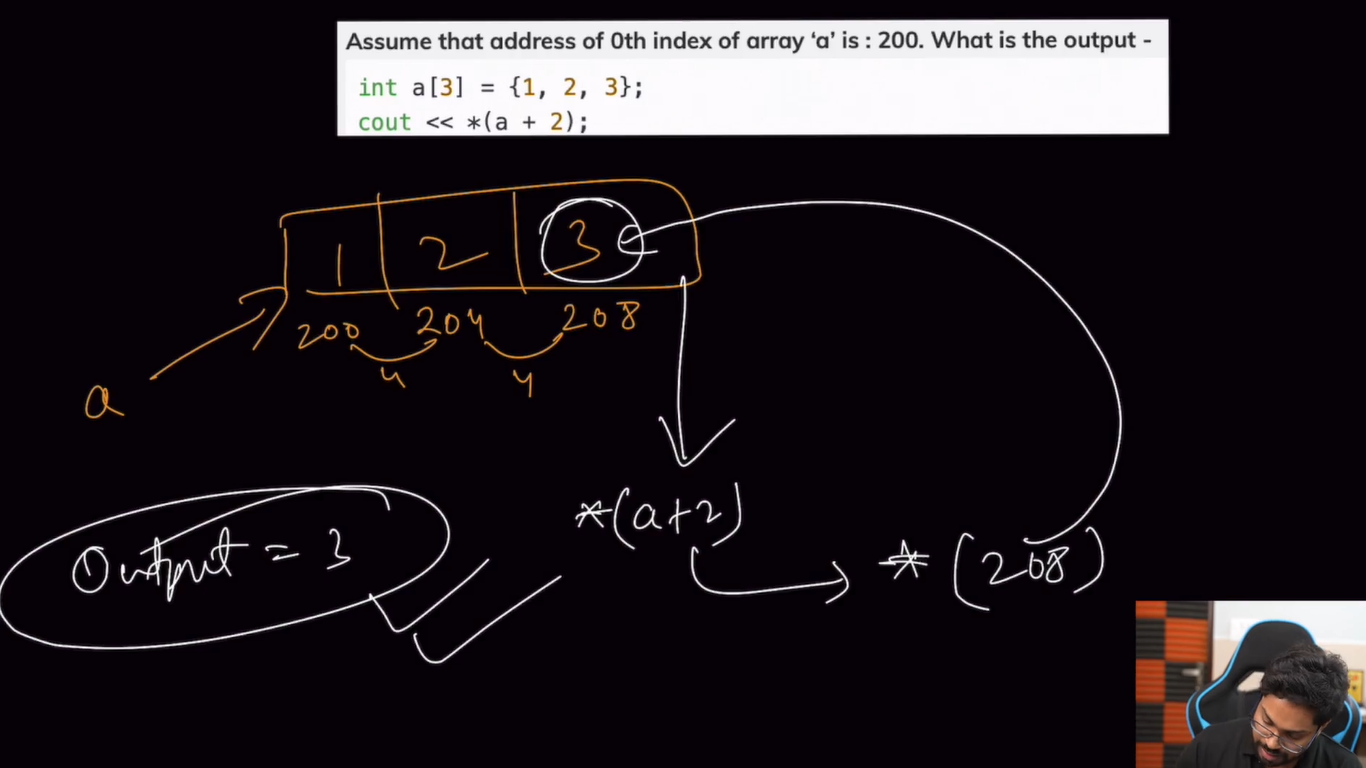 Assume that address of 0th index of array ‘a’ is : 200. What is the output -
int a[3] = {1, 2, 3};
cout << *(a + 2);
1 2 3
200 204 208
4 4
a
*(a+2)
Output = 3
* (208)